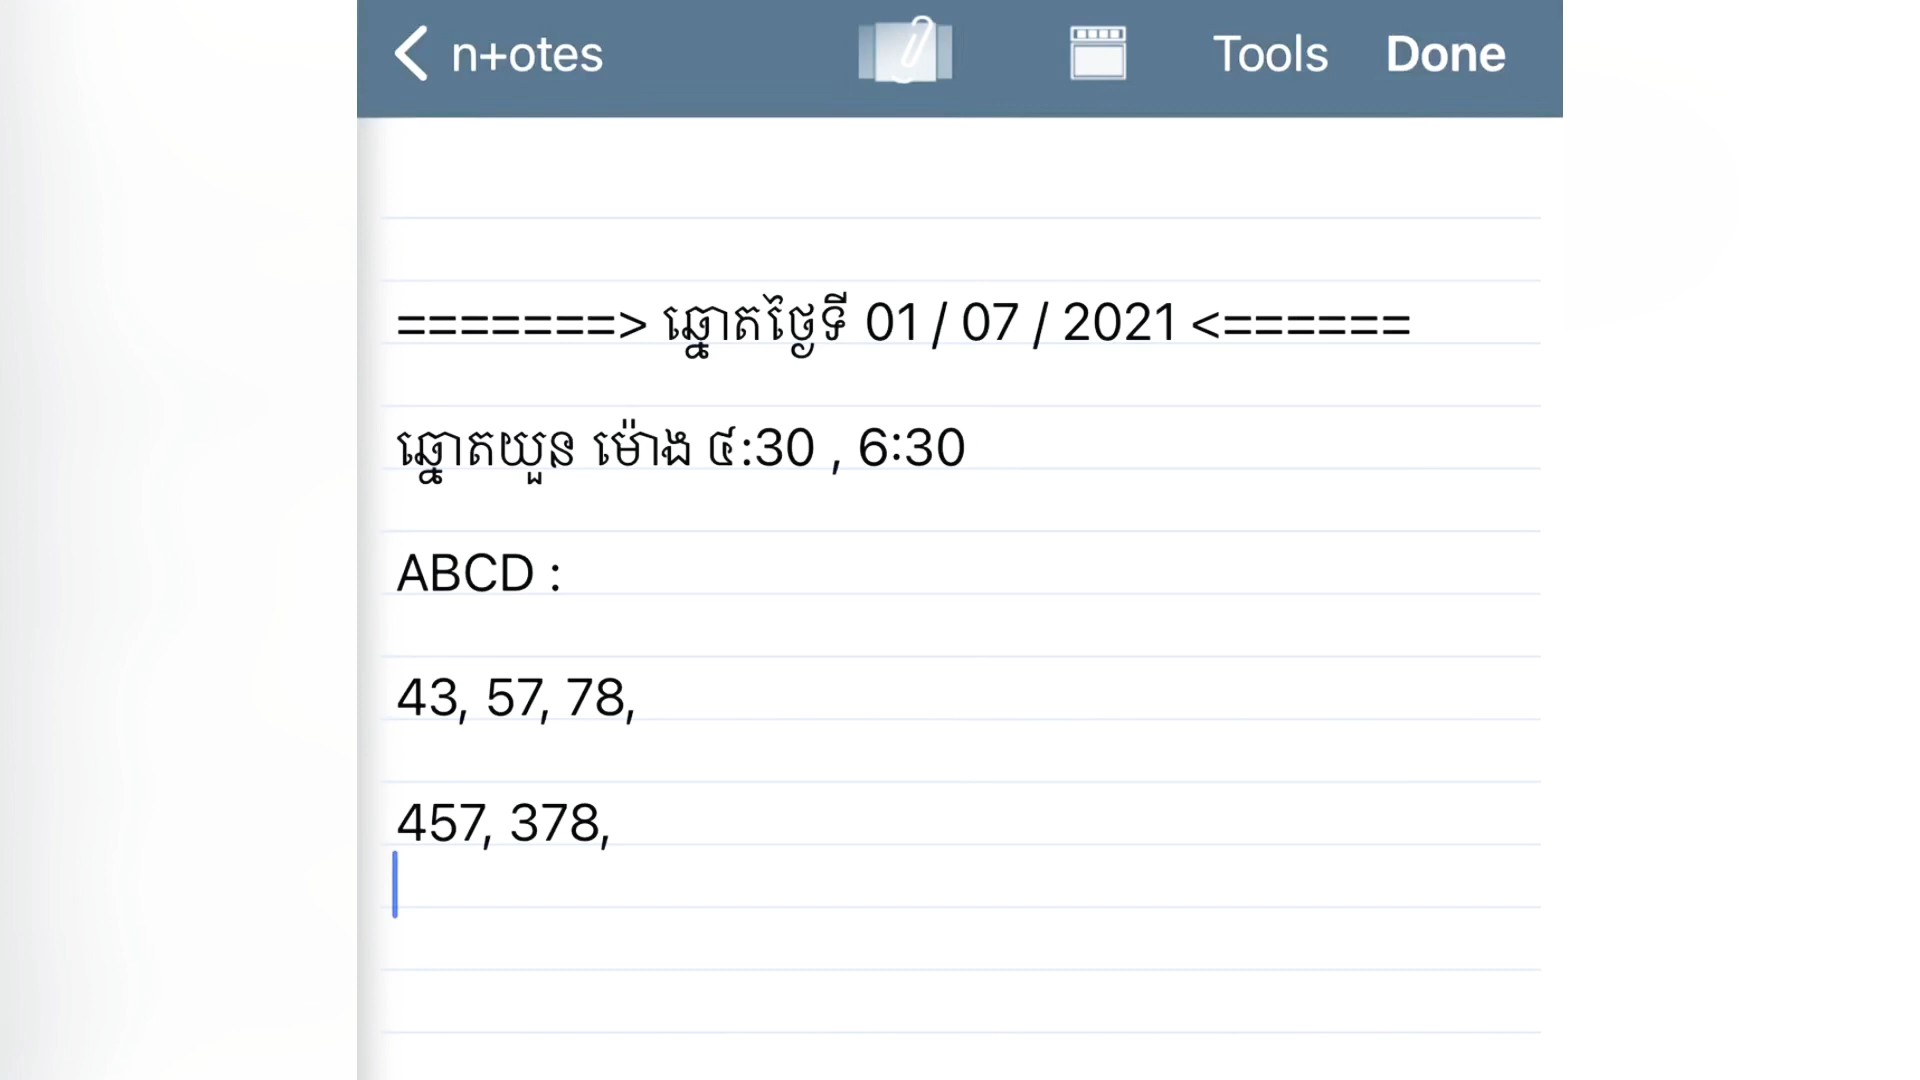 n+otes Tools Done
=======> ឆ្នោតថ្ងៃទី 01 / 07 / 2021 <======
ឆ្នោតយួន ម៉ោង ៤:30 , 6:30
ABCD :
43, 57, 78,
457, 378,